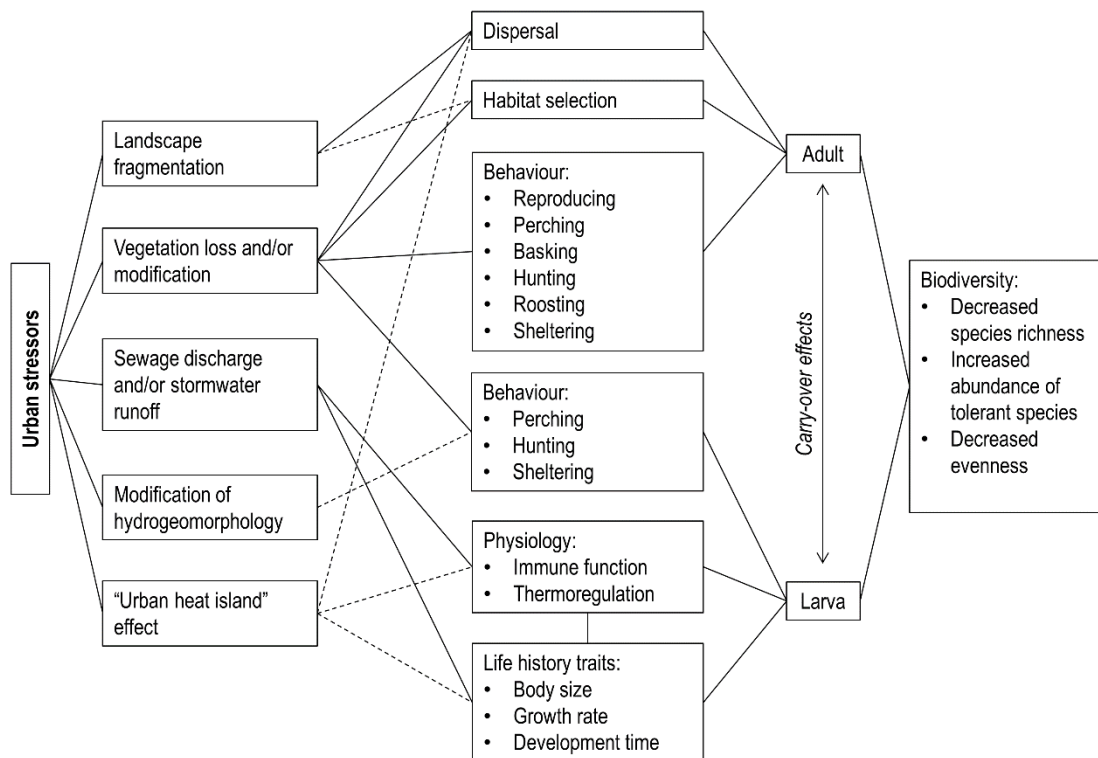 Urban stressors
Landscape
fragmentation
Vegetation loss and/or
modification
Sewage discharge
and/or stormwater
runoff
Modification of
hydrogeomorphology
“Urban heat island”
effect
Dispersal
Habitat selection
Behaviour:
• Reproducing
• Perching
• Basking
• Hunting
• Roosting
• Sheltering
Behaviour:
• Perching
• Hunting
• Sheltering
Physiology:
• Immune function
• Thermoregulation
Life history traits:
• Body size
• Growth rate
• Development time
Adult
Carry-over effects
Larva
Biodiversity:
• Decreased
species richness
• Increased
abundance of
tolerant species
• Decreased
evenness